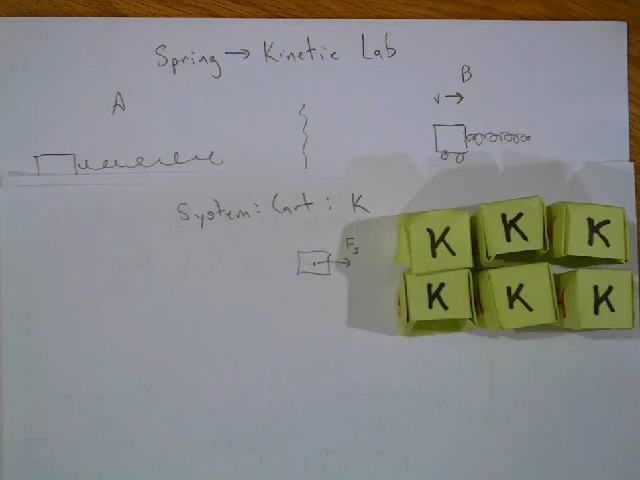 Spring → Kinetic Lab
A
B
v →
System: Cart: K
Fs
K K K
K K K